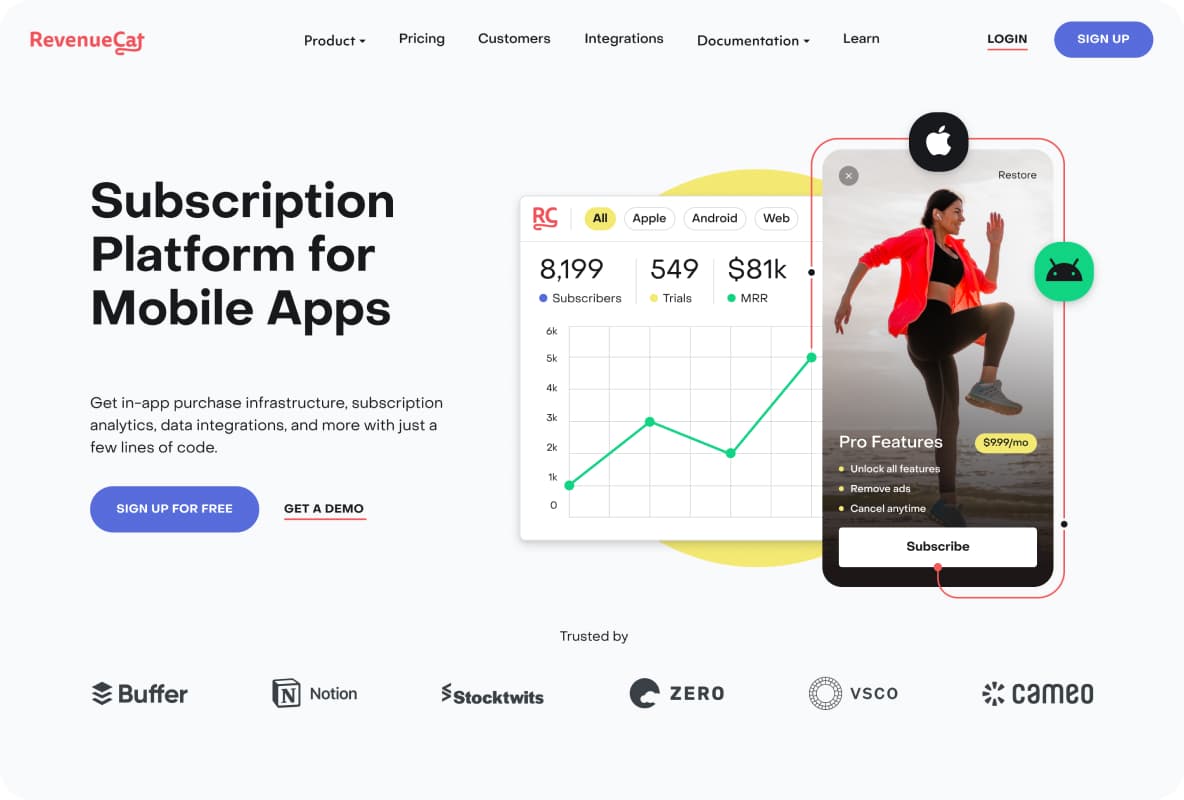 RevenueCat
Product
Pricing
Customers
Integrations
Documentation
Learn
LOGIN
SIGN UP
Subscription
Platform for
Mobile Apps
Get in-app purchase infrastructure, subscription
analytics, data integrations, and more with just a
few lines of code.
SIGN UP FOR FREE
GET A DEMO
RC
All
Apple
Android
Web
8,199
Subscribers
549
Trials
$81k
MRR
6k
5k
4k
3k
2k
1k
0
Restore
Pro Features
$9.99/mo
Unlock all features
Remove ads
Cancel anytime
Subscribe
Trusted by
Buffer
N Notion
Stocktwits
ZERO
VSCO
cameo